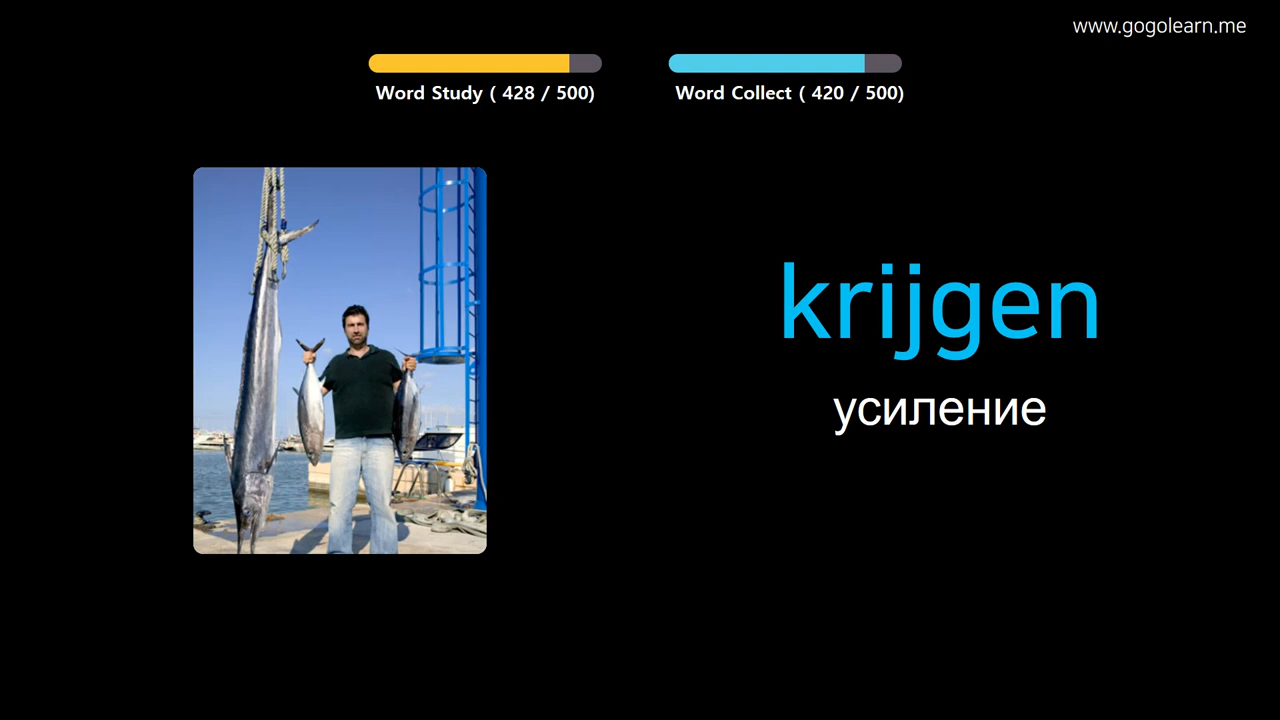 www.gogolearn.me
Word Study ( 428 / 500)
Word Collect ( 420 / 500)
krijgen
усиление